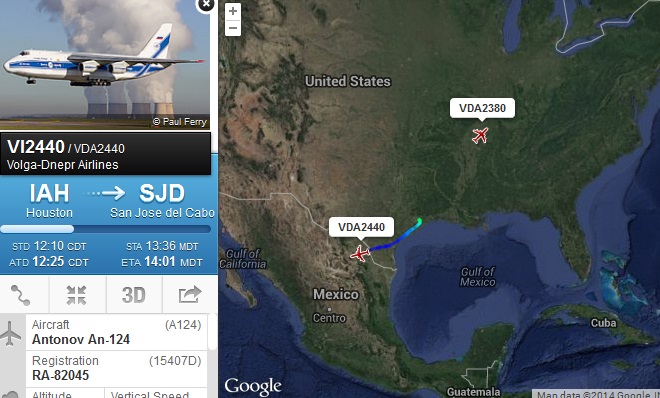 © Paul Ferry
VI2440 / VDA2440
Volga-Dnepr Airlines
IAH SJD
Houston San Jose del Cabo
STD 12:10 CDT STA 13:36 MDT
ATD 12:25 CDT ETA 14:01 MDT
3D
Aircraft (A124)
Antonov An-124
Registration (15407D)
RA-82045
Altitude Vertical Speed
+
−
United States
VDA2380
VDA2440
Gulf of
California
Gulf of
Mexico
Mexico
Centro
Cuba
Guatemala
Google
Map data ©2014 Google